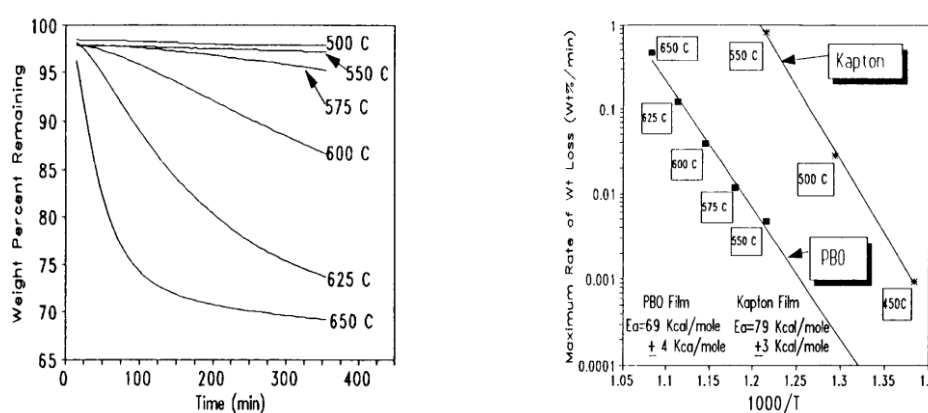 Weight Percent Remaining
100
95
90
85
80
75
70
65
500 C
550 C
575 C
600 C
625 C
650 C
0
100
200
300
400
Time (min)
Maximum Rate of Wt Loss (Wt%/min)
1
0.1
0.01
0.001
0.0001
650 C
625 C
600 C
575 C
550 C
550 C
500 C
450C
Kapton
PBO
PBO Film
Ea=69 Kcal/mole
+ 4 Kca/mole
Kapton Film
Ea=79 Kcal/mole
+3 Kcal/mole
1.05
1.1
1.15
1.2
1.25
1.3
1.35
1000/T